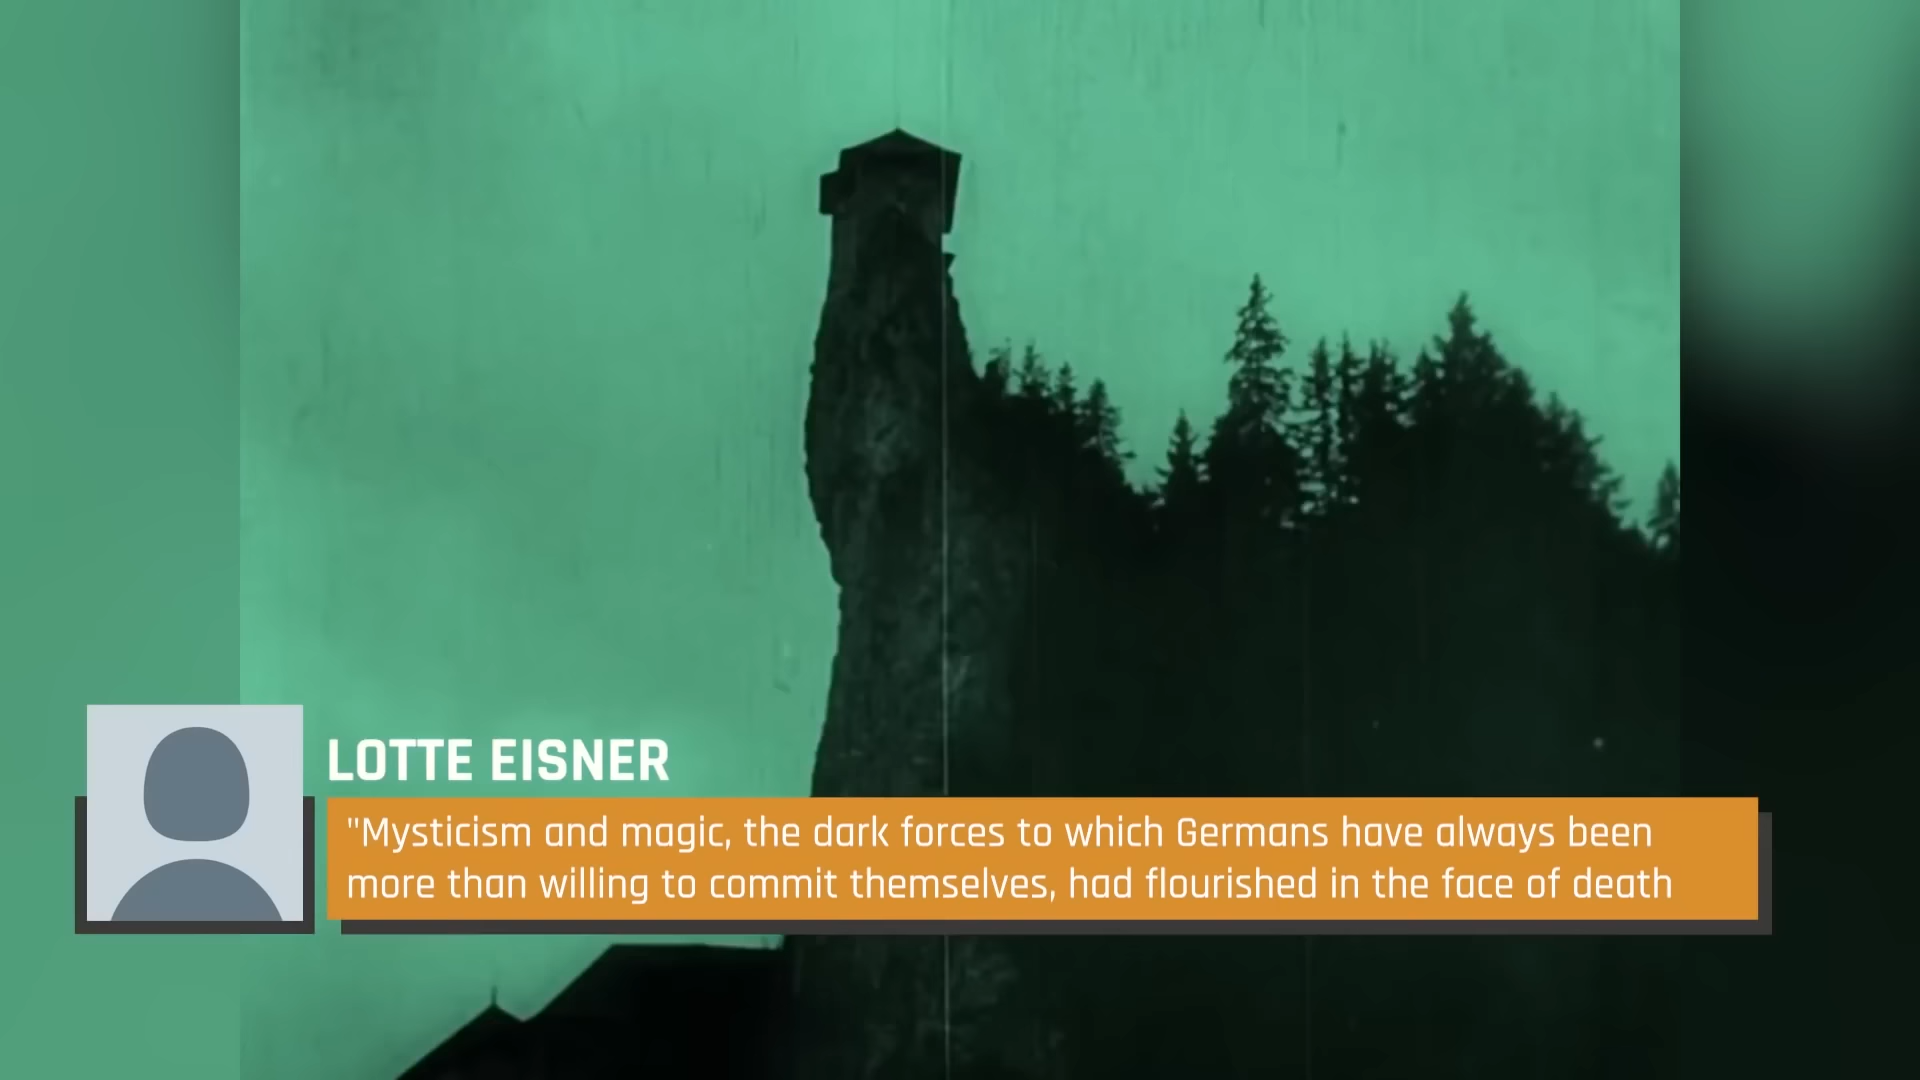 LOTTE EISNER
"Mysticism and magic, the dark forces to which Germans have always been
more than willing to commit themselves, had flourished in the face of death